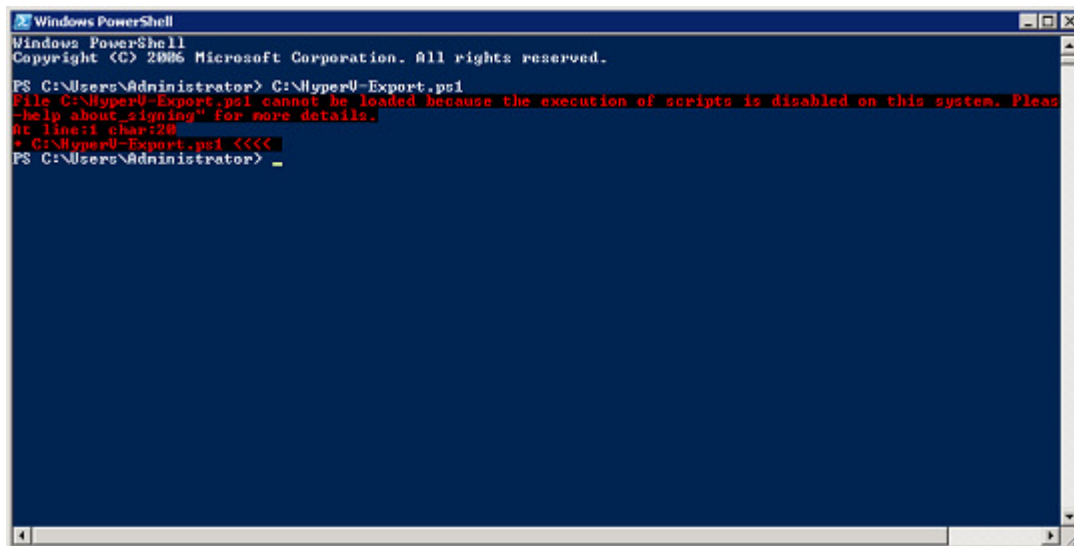 Windows PowerShell
Windows PowerShell
Copyright (C) 2006 Microsoft Corporation. All rights reserved.
PS C:\Users\Administrator> C:\HyperV-Export.ps1
File C:\HyperV-Export.ps1 cannot be loaded because the execution of scripts is disabled on this system. Pleas
-help about_signing" for more details.
At line:1 char:20
+ C:\HyperV-Export.ps1 <<<<
PS C:\Users\Administrator> _